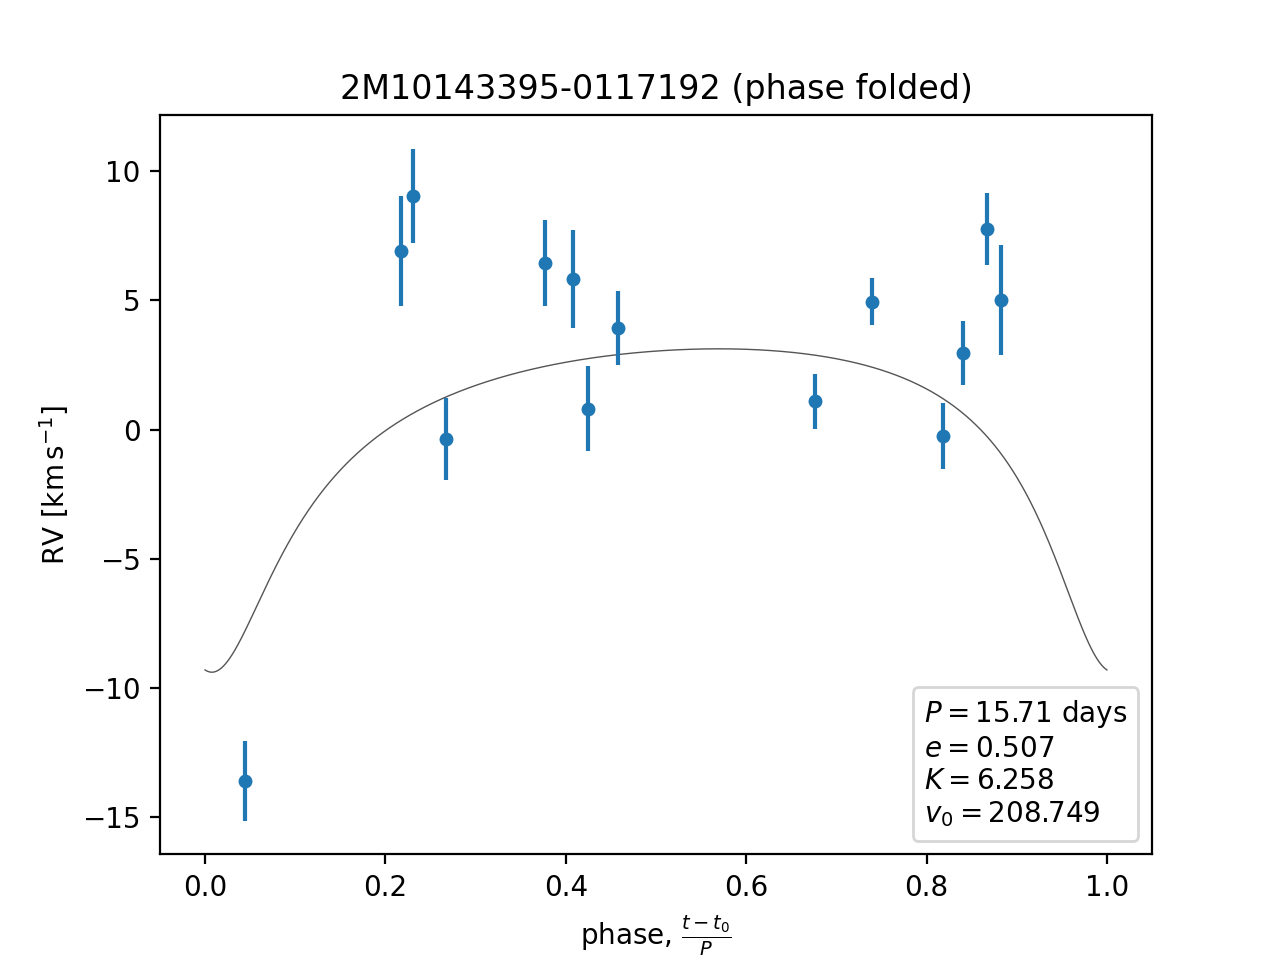 2M10143395-0117192 (phase folded)
10
5
0
−5
−10
−15
RV [km s⁻¹]
P = 15.71 days
e = 0.507
K = 6.258
v₀ = 208.749
0.0 0.2 0.4 0.6 0.8 1.0
phase, (t − t₀)/P